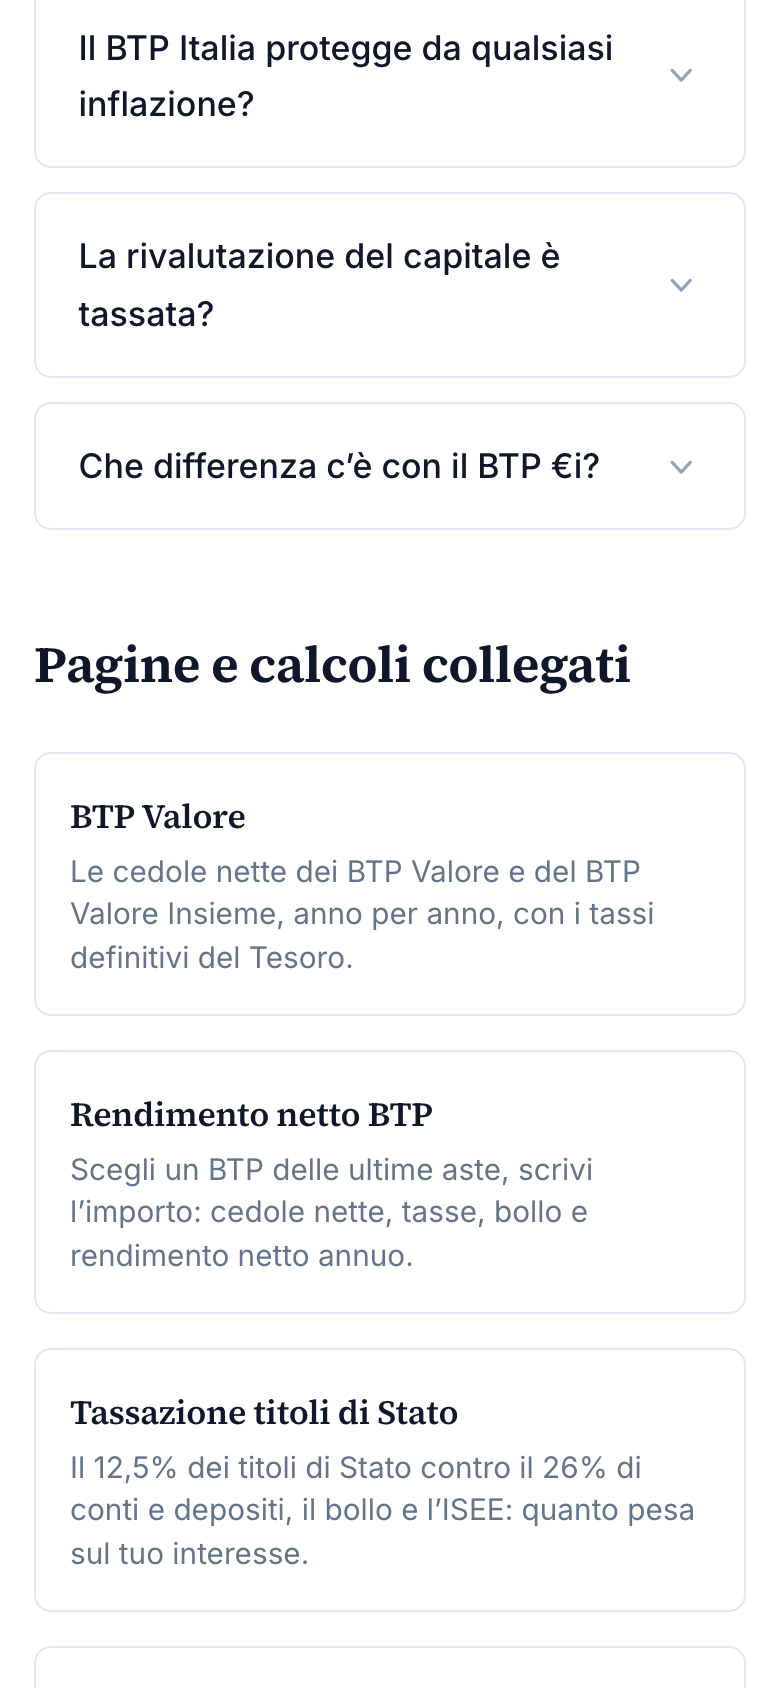 Il BTP Italia protegge da qualsiasi
inflazione?
La rivalutazione del capitale è
tassata?
Che differenza c’è con il BTP €i?
Pagine e calcoli collegati
BTP Valore
Le cedole nette dei BTP Valore e del BTP
Valore Insieme, anno per anno, con i tassi
definitivi del Tesoro.
Rendimento netto BTP
Scegli un BTP delle ultime aste, scrivi
l’importo: cedole nette, tasse, bollo e
rendimento netto annuo.
Tassazione titoli di Stato
Il 12,5% dei titoli di Stato contro il 26% di
conti e depositi, il bollo e l’ISEE: quanto pesa
sul tuo interesse.